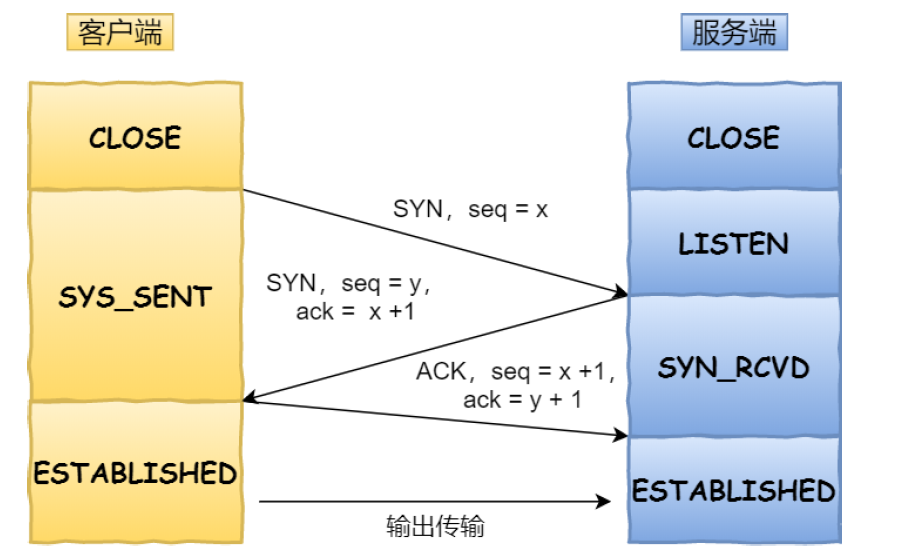 客户端
服务端
CLOSE
CLOSE
SYN，seq = x
LISTEN
SYS_SENT
SYN，seq = y，
ack = x +1
SYN_RCVD
ACK，seq = x +1，
ack = y + 1
ESTABLISHED
ESTABLISHED
输出传输